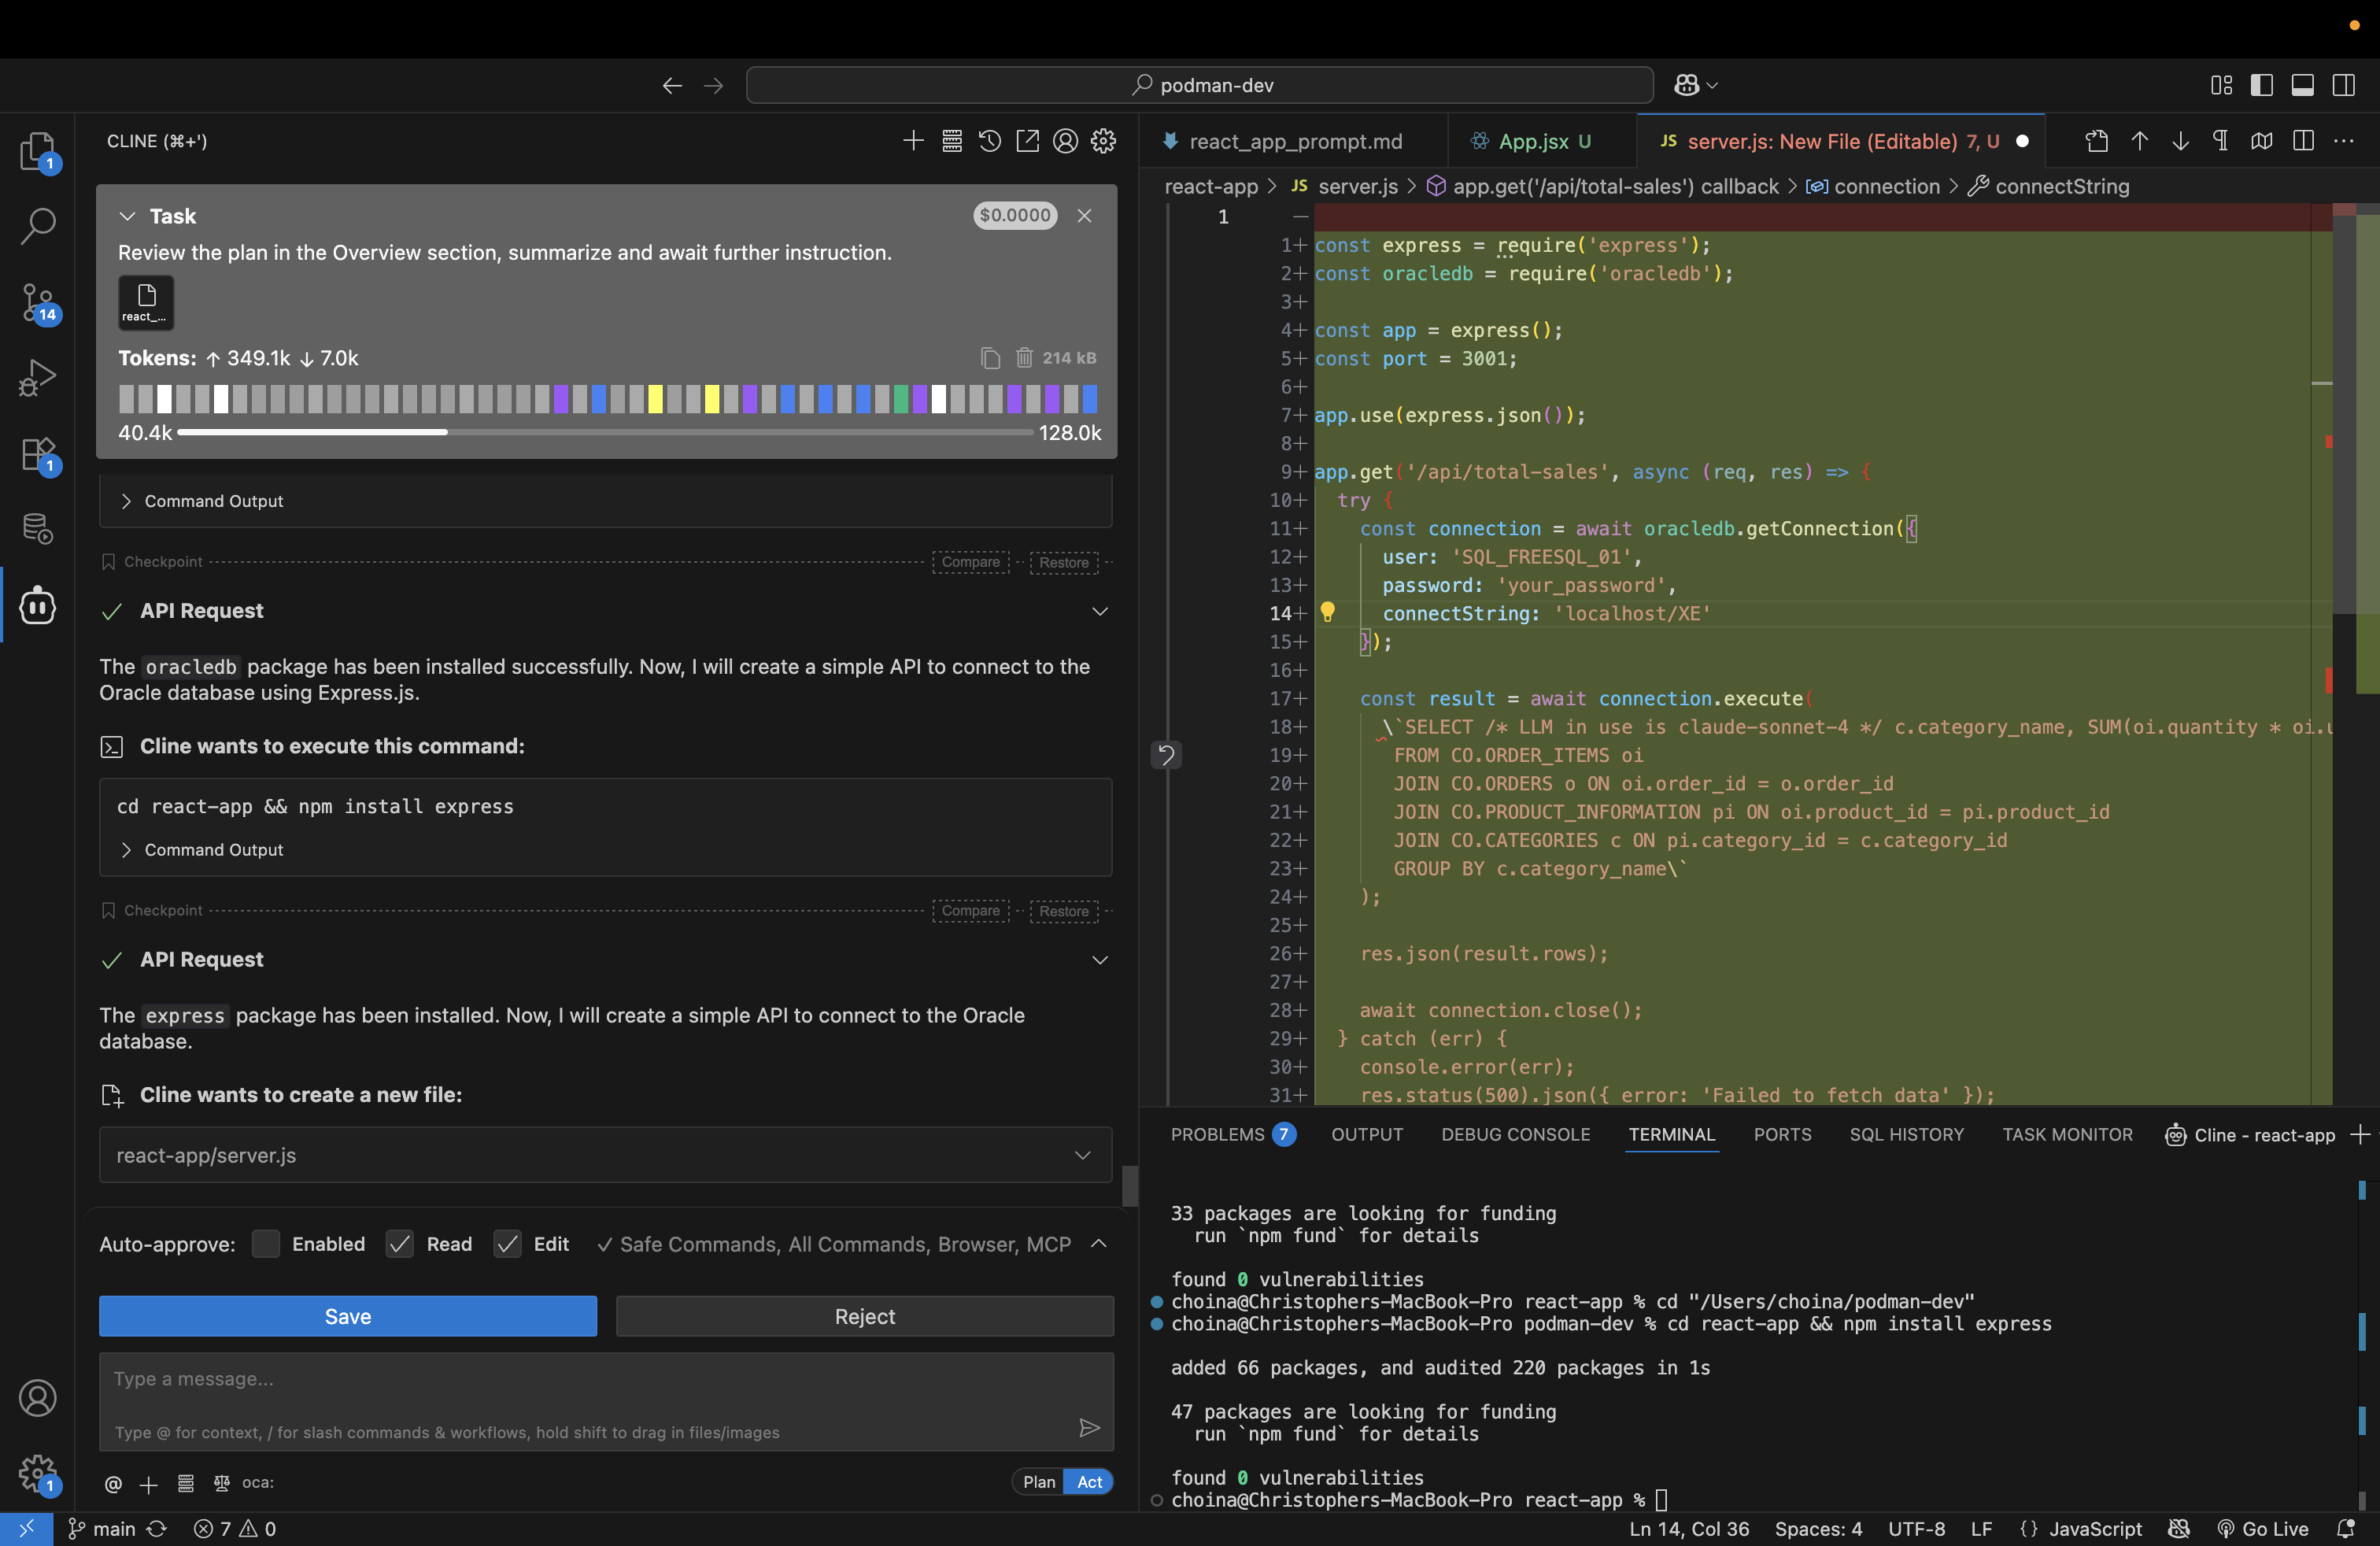 podman-dev
CLINE (⌘+')
Task
$0.0000
Review the plan in the Overview section, summarize and await further instruction.
react_...
Tokens: ↑ 349.1k ↓ 7.0k
214 kB
40.4k
128.0k
Command Output
Checkpoint
Compare
Restore
API Request
The oracledb package has been installed successfully. Now, I will create a simple API to connect to the
Oracle database using Express.js.
Cline wants to execute this command:
cd react-app && npm install express
Command Output
Checkpoint
Compare
Restore
API Request
The express package has been installed. Now, I will create a simple API to connect to the Oracle
database.
Cline wants to create a new file:
react-app/server.js
Auto-approve: Enabled Read Edit ✓ Safe Commands, All Commands, Browser, MCP
Save
Reject
Type a message...
Type @ for context, / for slash commands & workflows, hold shift to drag in files/images
@ oca:
Plan Act
1
14
1
1
react_app_prompt.md
App.jsx U
JS server.js: New File (Editable) 7, U
react-app > JS server.js > app.get('/api/total-sales') callback > connection > connectString
1 —
1+ const express = require('express');
2+ const oracledb = require('oracledb');
3+
4+ const app = express();
5+ const port = 3001;
6+
7+ app.use(express.json());
8+
9+ app.get('/api/total-sales', async (req, res) => {
10+ try {
11+ const connection = await oracledb.getConnection({
12+ user: 'SQL_FREESQL_01',
13+ password: 'your_password',
14+ connectString: 'localhost/XE'
15+ });
16+
17+ const result = await connection.execute(
18+ \`SELECT /* LLM in use is claude-sonnet-4 */ c.category_name, SUM(oi.quantity * oi.u
19+ FROM CO.ORDER_ITEMS oi
20+ JOIN CO.ORDERS o ON oi.order_id = o.order_id
21+ JOIN CO.PRODUCT_INFORMATION pi ON oi.product_id = pi.product_id
22+ JOIN CO.CATEGORIES c ON pi.category_id = c.category_id
23+ GROUP BY c.category_name\`
24+ );
25+
26+ res.json(result.rows);
27+
28+ await connection.close();
29+ } catch (err) {
30+ console.error(err);
31+ res.status(500).json({ error: 'Failed to fetch data' });
PROBLEMS 7 OUTPUT DEBUG CONSOLE TERMINAL PORTS SQL HISTORY TASK MONITOR Cline - react-app
33 packages are looking for funding
run `npm fund` for details
found 0 vulnerabilities
choina@Christophers-MacBook-Pro react-app % cd "/Users/choina/podman-dev"
choina@Christophers-MacBook-Pro podman-dev % cd react-app && npm install express
added 66 packages, and audited 220 packages in 1s
47 packages are looking for funding
run `npm fund` for details
found 0 vulnerabilities
choina@Christophers-MacBook-Pro react-app %
main 7 0
Ln 14, Col 36 Spaces: 4 UTF-8 LF {} JavaScript Go Live